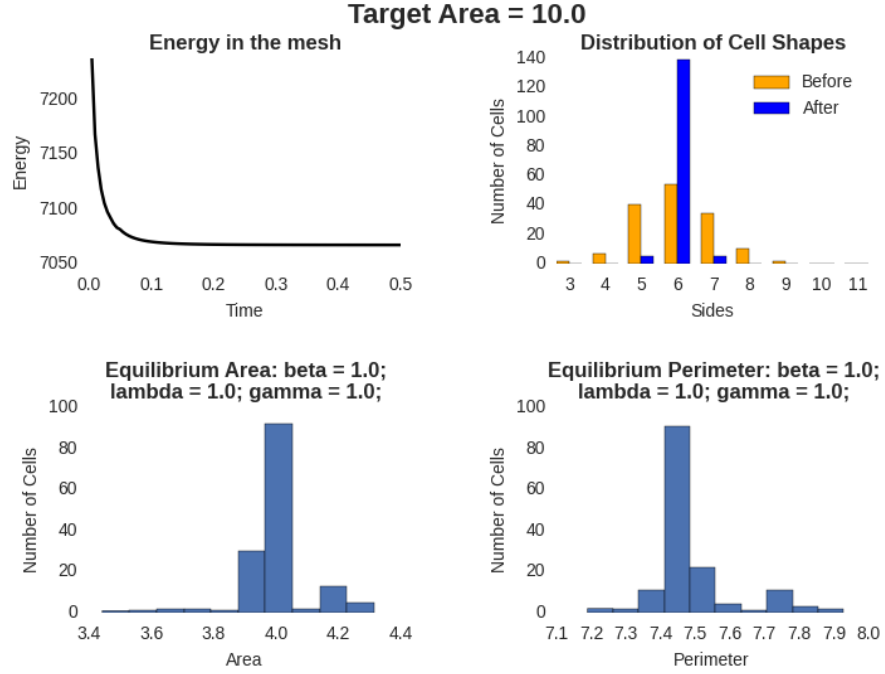 Target Area = 10.0
Energy in the mesh
Energy
7200
7150
7100
7050
0.0 0.1 0.2 0.3 0.4 0.5
Time
Distribution of Cell Shapes
Number of Cells
140
120
100
80
60
40
20
0
Before
After
3 4 5 6 7 8 9 10 11
Sides
Equilibrium Area: beta = 1.0;
lambda = 1.0; gamma = 1.0;
Number of Cells
100
80
60
40
20
0
3.4 3.6 3.8 4.0 4.2 4.4
Area
Equilibrium Perimeter: beta = 1.0;
lambda = 1.0; gamma = 1.0;
Number of Cells
100
80
60
40
20
0
7.1 7.2 7.3 7.4 7.5 7.6 7.7 7.8 7.9 8.0
Perimeter